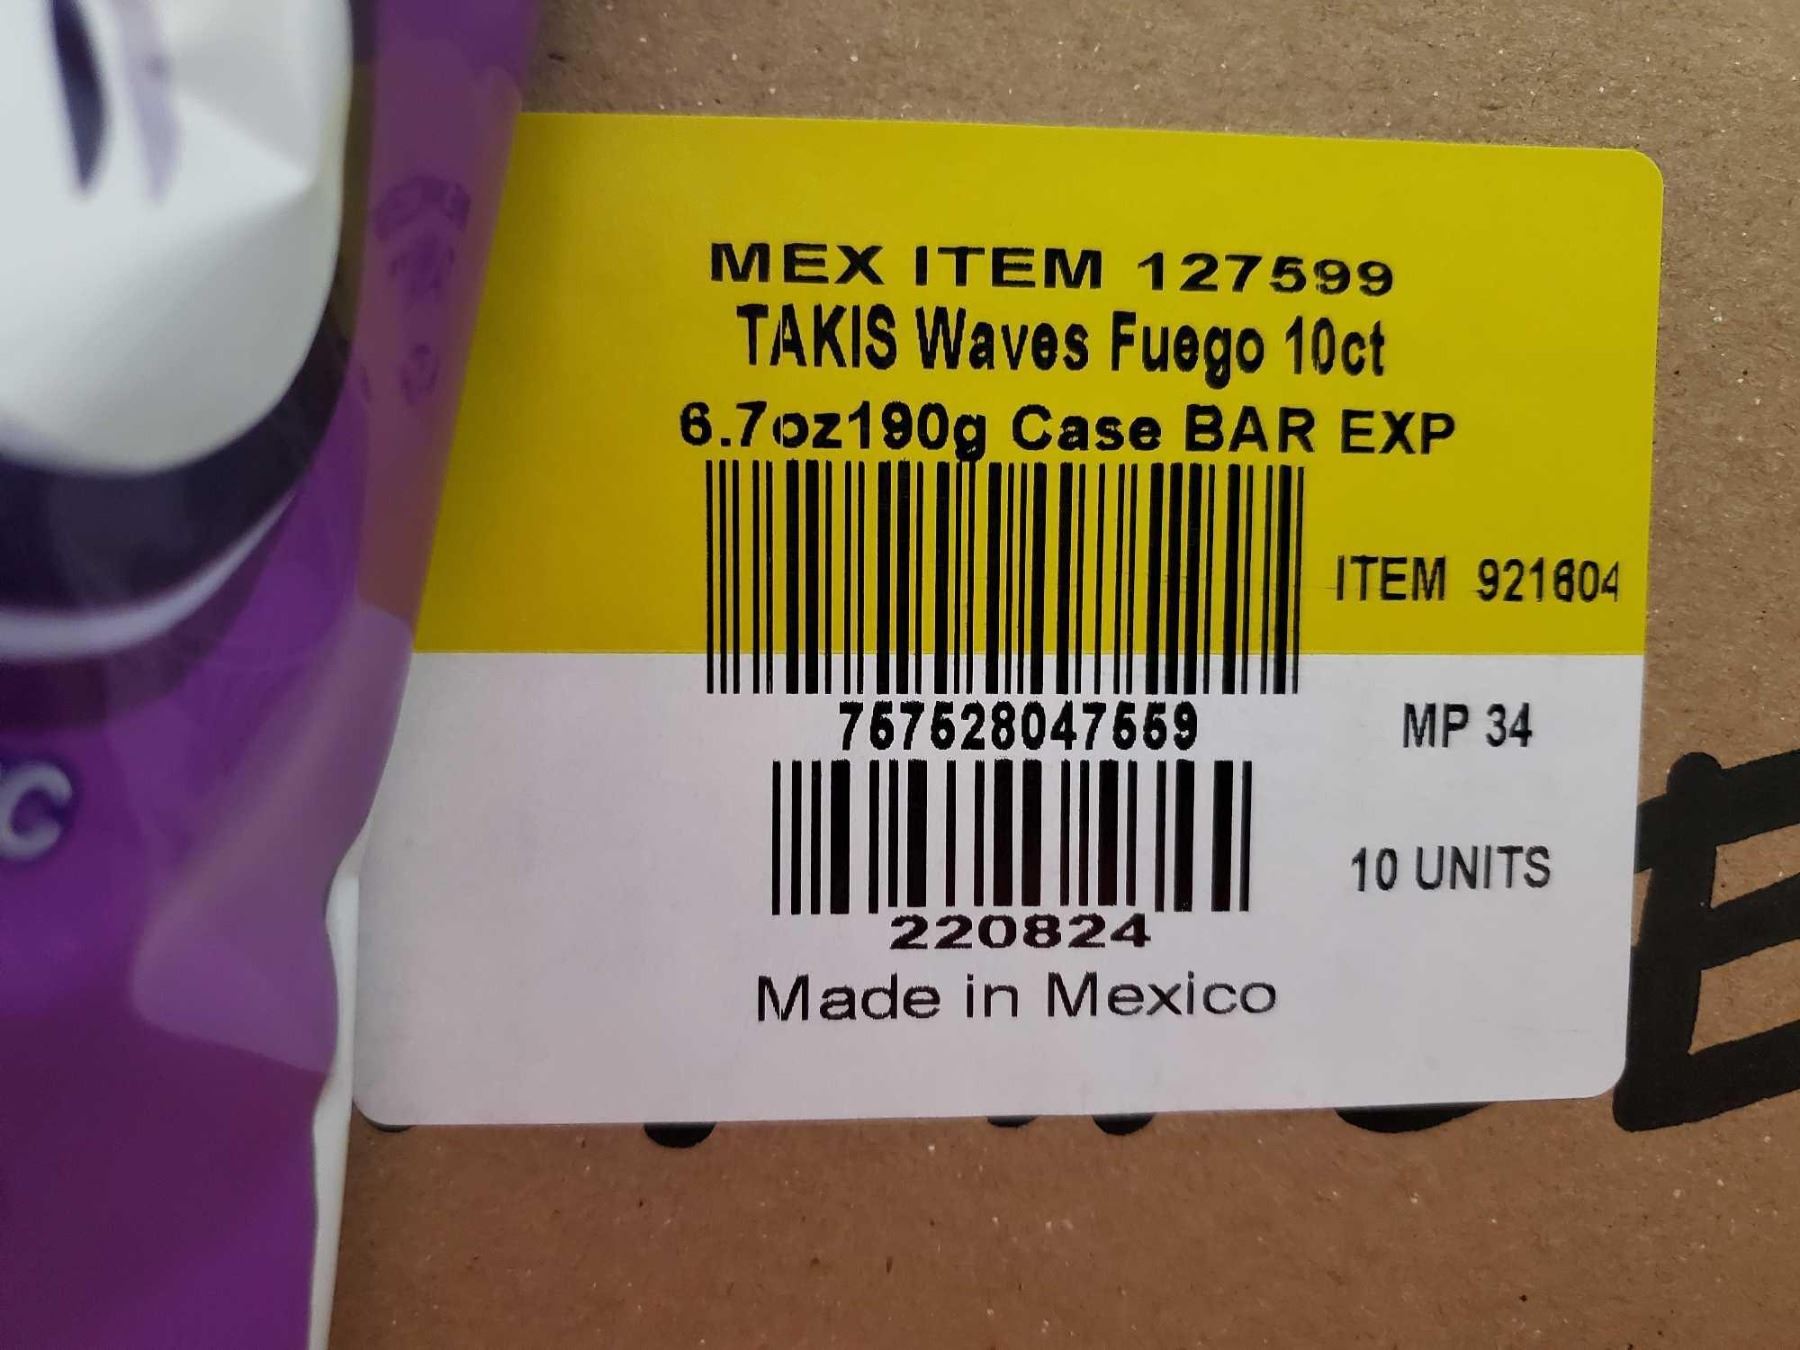 MEX ITEM 127599
TAKIS Waves Fuego 10ct
6.7oz190g Case BAR EXP
ITEM 921604
757528047559
MP 34
10 UNITS
220824
Made in Mexico